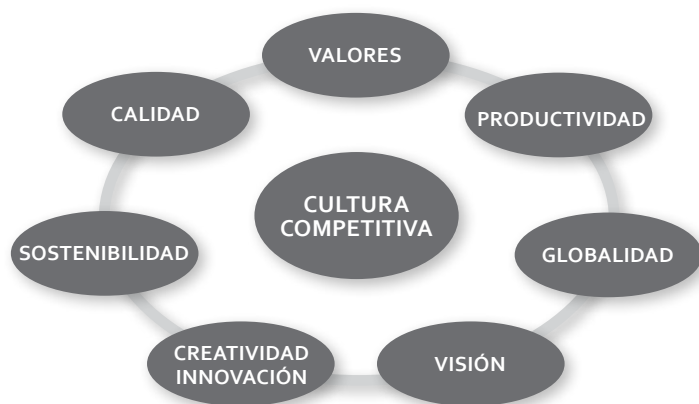 VALORES
CALIDAD
PRODUCTIVIDAD
CULTURA
COMPETITIVA
SOSTENIBILIDAD
GLOBALIDAD
CREATIVIDAD
INNOVACIÓN
VISIÓN